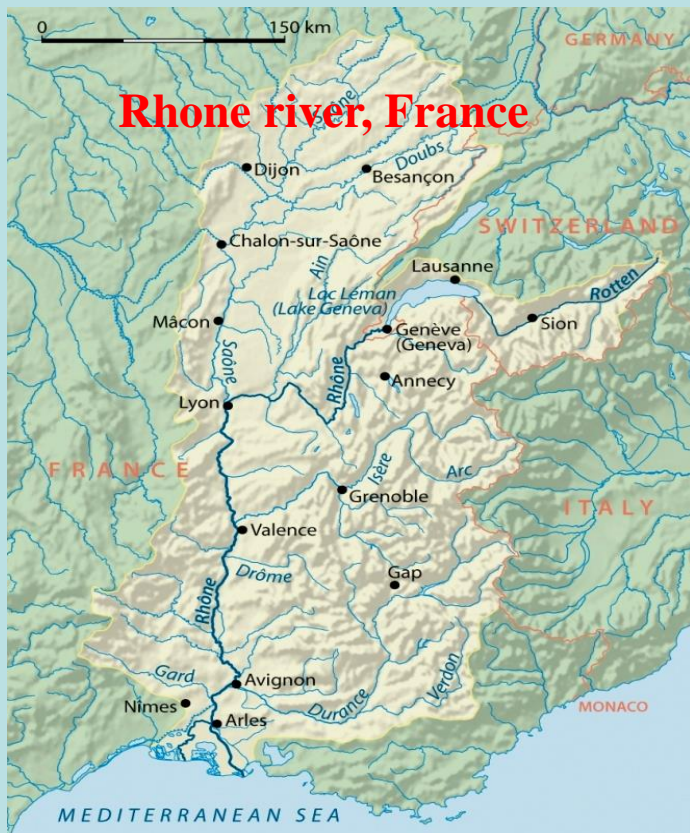 0 150 km
GERMANY
Rhone river, France
Saône
Doubs
Dijon
Besançon
SWITZERLAND
Chalon-sur-Saône
Ain
Lausanne
Lac Léman
(Lake Geneva)
Rotten
Mâcon
Sion
Genève
(Geneva)
Saône
Rhône
Annecy
Lyon
FRANCE
Isère
Arc
Grenoble
ITALY
Valence
Drôme
Gap
Rhône
Gard
Avignon
Durance
Verdon
Nîmes
MONACO
Arles
MEDITERRANEAN SEA